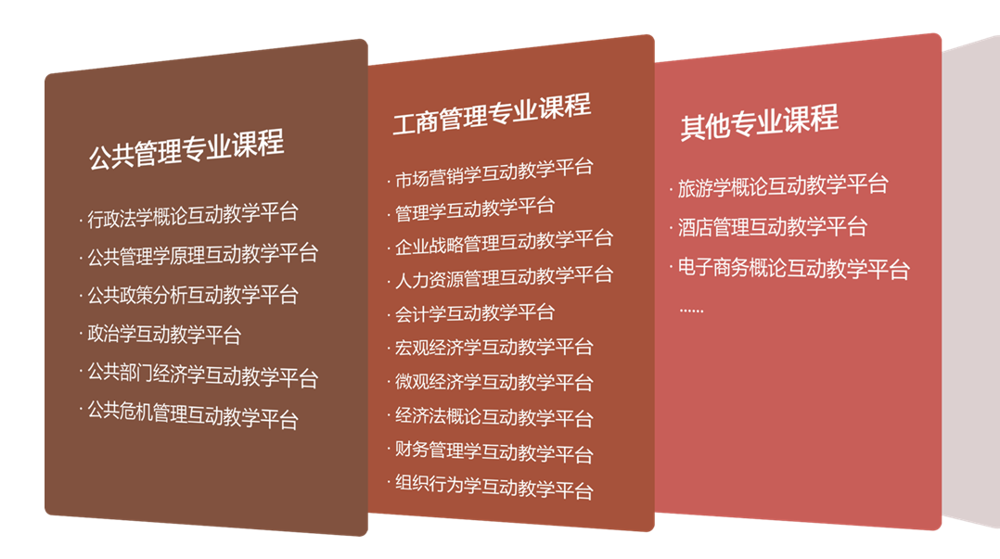 公共管理专业课程
· 行政法学概论互动教学平台
· 公共管理学原理互动教学平台
· 公共政策分析互动教学平台
· 政治学互动教学平台
· 公共部门经济学互动教学平台
· 公共危机管理互动教学平台
工商管理专业课程
· 市场营销学互动教学平台
· 管理学互动教学平台
· 企业战略管理互动教学平台
· 人力资源管理互动教学平台
· 会计学互动教学平台
· 宏观经济学互动教学平台
· 微观经济学互动教学平台
· 经济法概论互动教学平台
· 财务管理学互动教学平台
· 组织行为学互动教学平台
其他专业课程
· 旅游学概论互动教学平台
· 酒店管理互动教学平台
· 电子商务概论互动教学平台
......